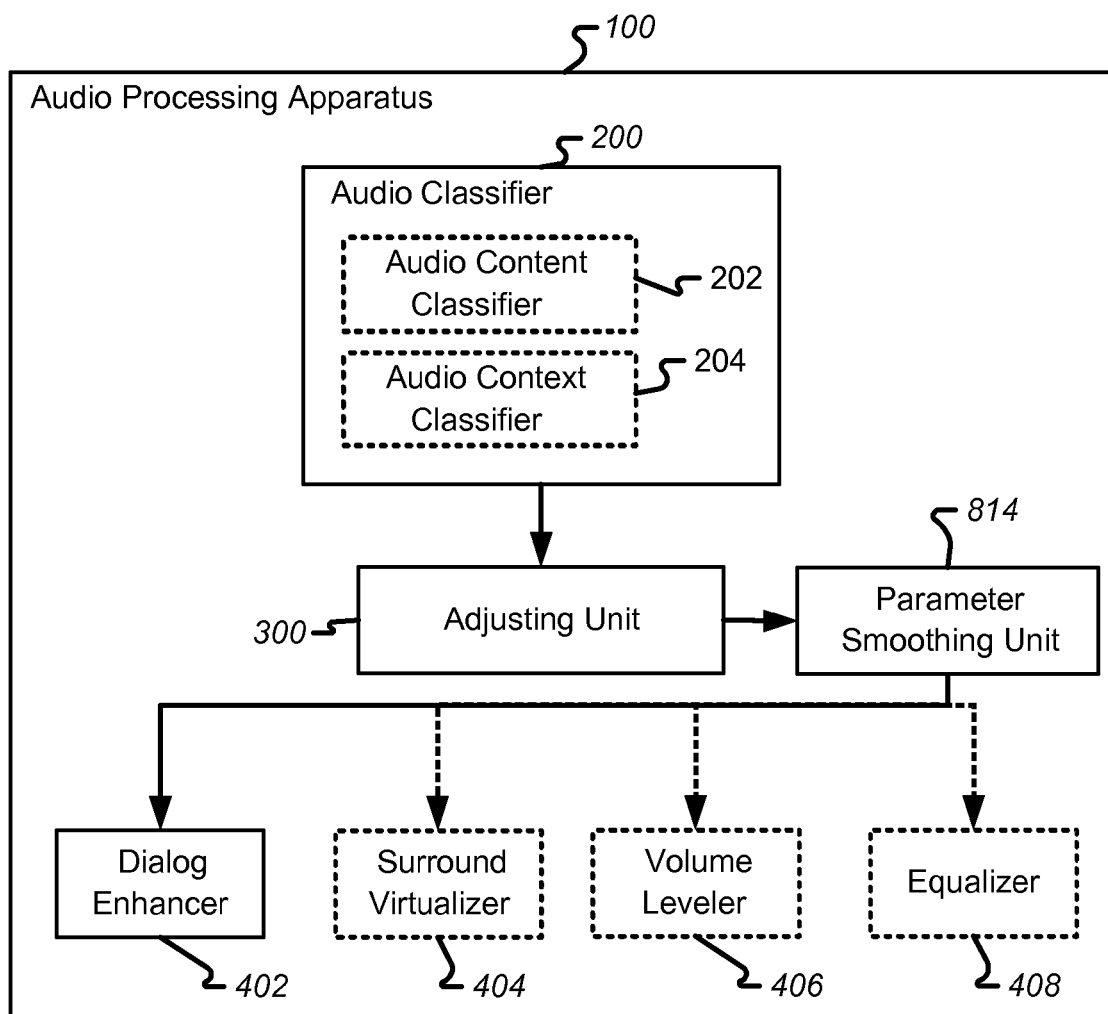 100
Audio Processing Apparatus
200
Audio Classifier
Audio Content
Classifier
202
Audio Context
Classifier
204
814
300
Adjusting Unit
Parameter
Smoothing Unit
Dialog
Enhancer
Surround
Virtualizer
Volume
Leveler
Equalizer
402
404
406
408